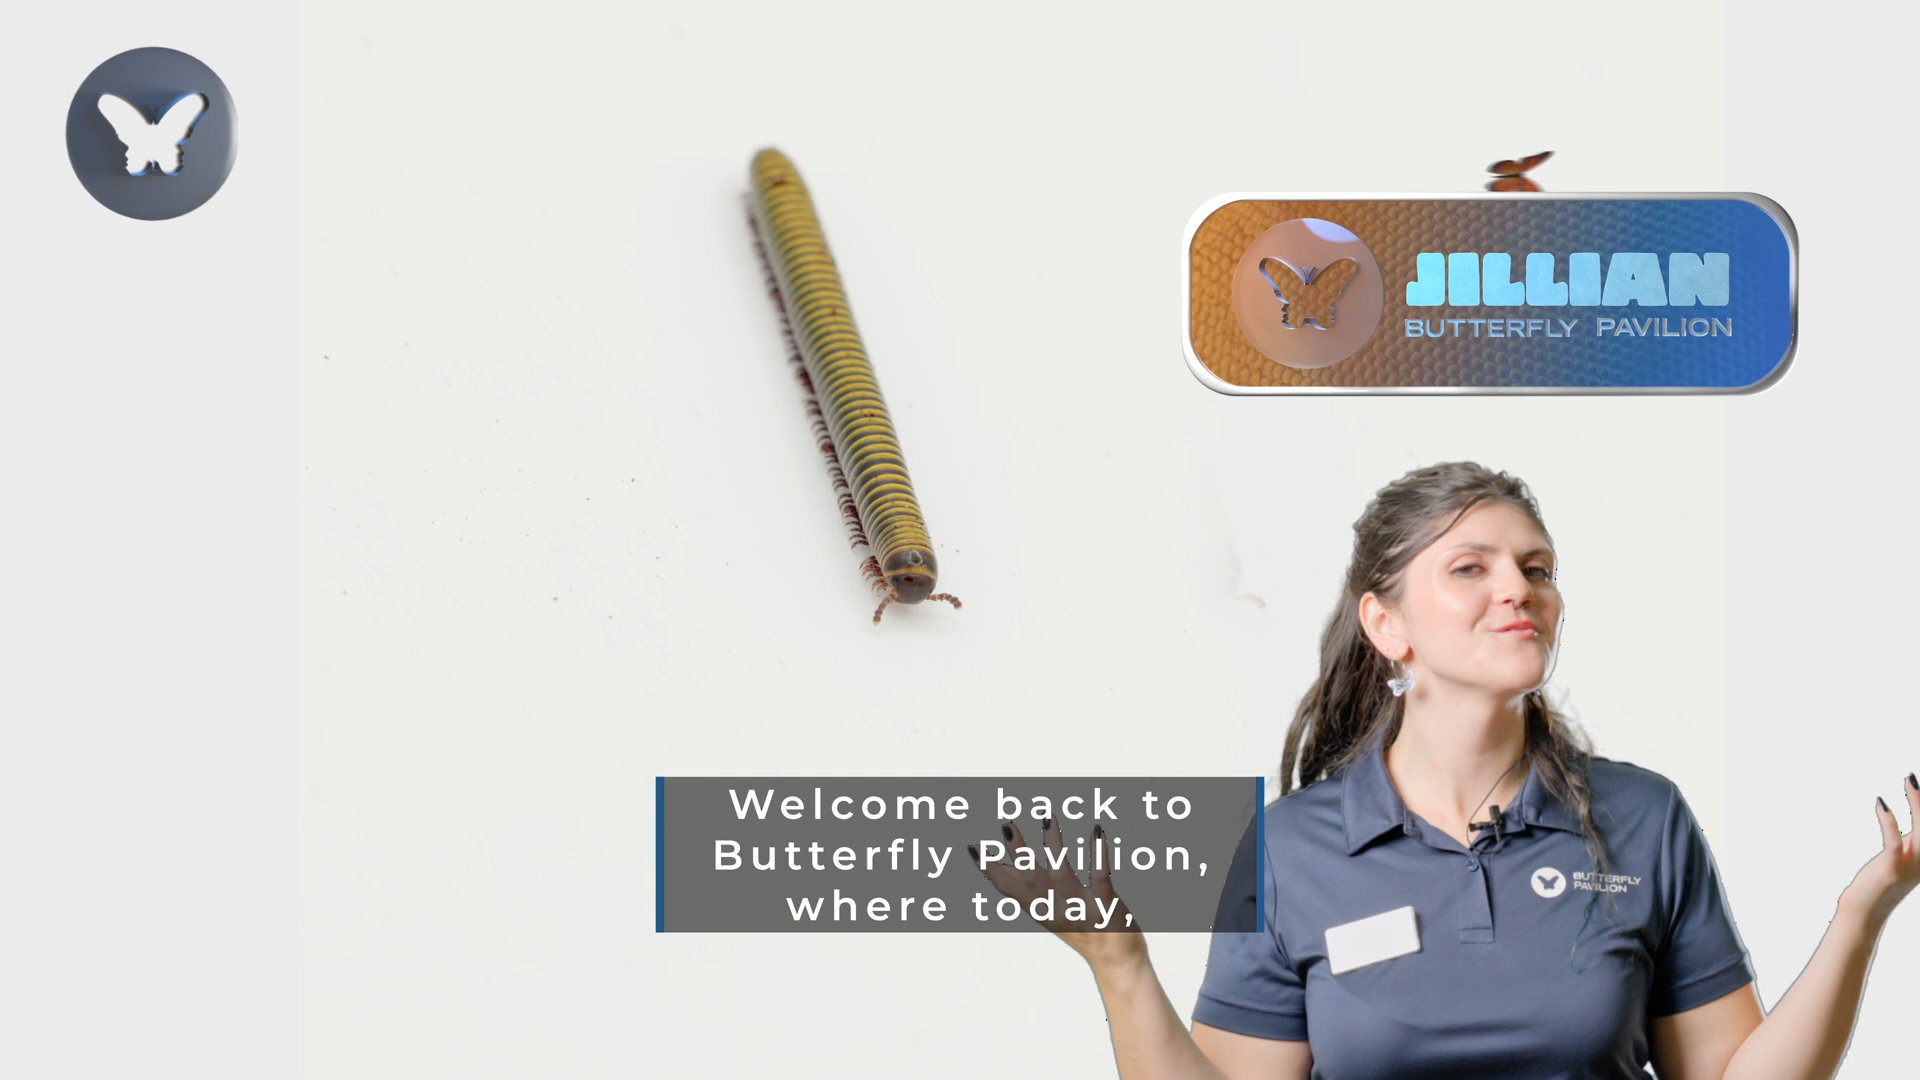 JILLIAN
BUTTERFLY PAVILION
Welcome back to
Butterfly Pavilion,
where today,
BUTTERFLY
PAVILION